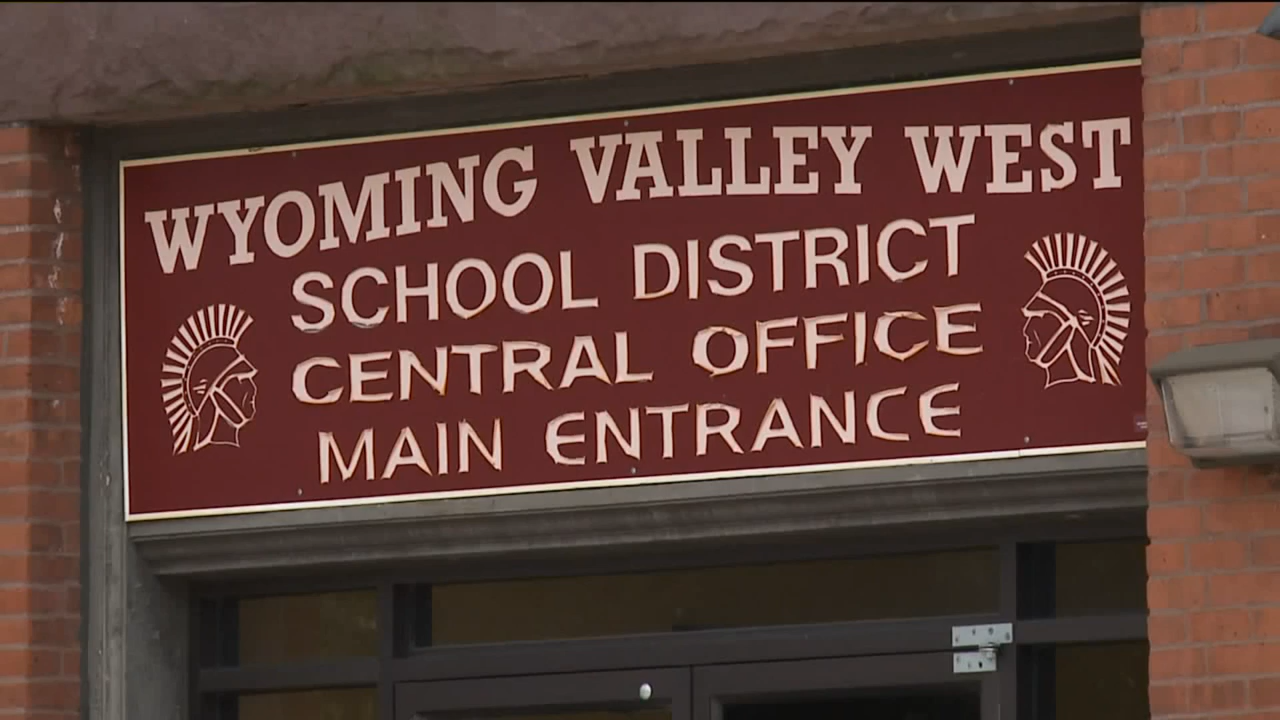 WYOMING VALLEY WEST
SCHOOL DISTRICT
CENTRAL OFFICE
MAIN ENTRANCE